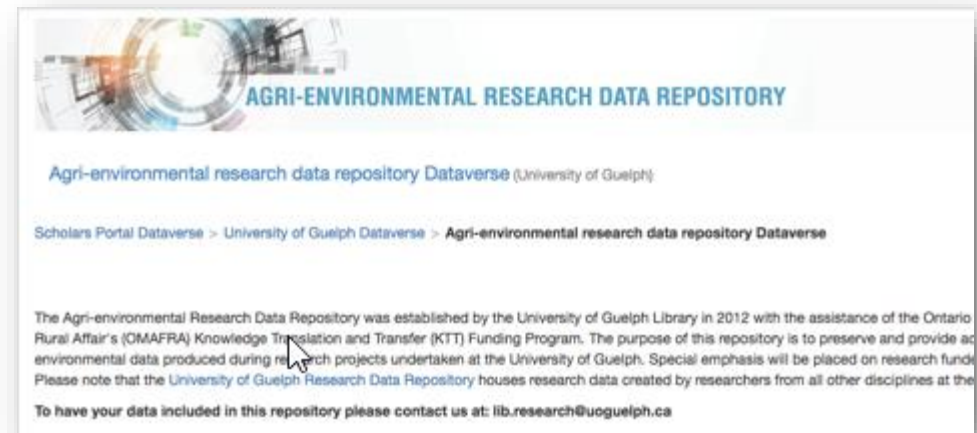 AGRI-ENVIRONMENTAL RESEARCH DATA REPOSITORY
Agri-environmental research data repository Dataverse (University of Guelph)
Scholars Portal Dataverse > University of Guelph Dataverse > Agri-environmental research data repository Dataverse
The Agri-environmental Research Data Repository was established by the University of Guelph Library in 2012 with the assistance of the Ontario
Rural Affair's (OMAFRA) Knowledge Translation and Transfer (KTT) Funding Program. The purpose of this repository is to preserve and provide
environmental data produced during research projects undertaken at the University of Guelph. Special emphasis will be placed on research
Please note that the University of Guelph Research Data Repository houses research data created by researchers from all other disciplines at the
To have your data included in this repository please contact us at: lib.research@uoguelph.ca